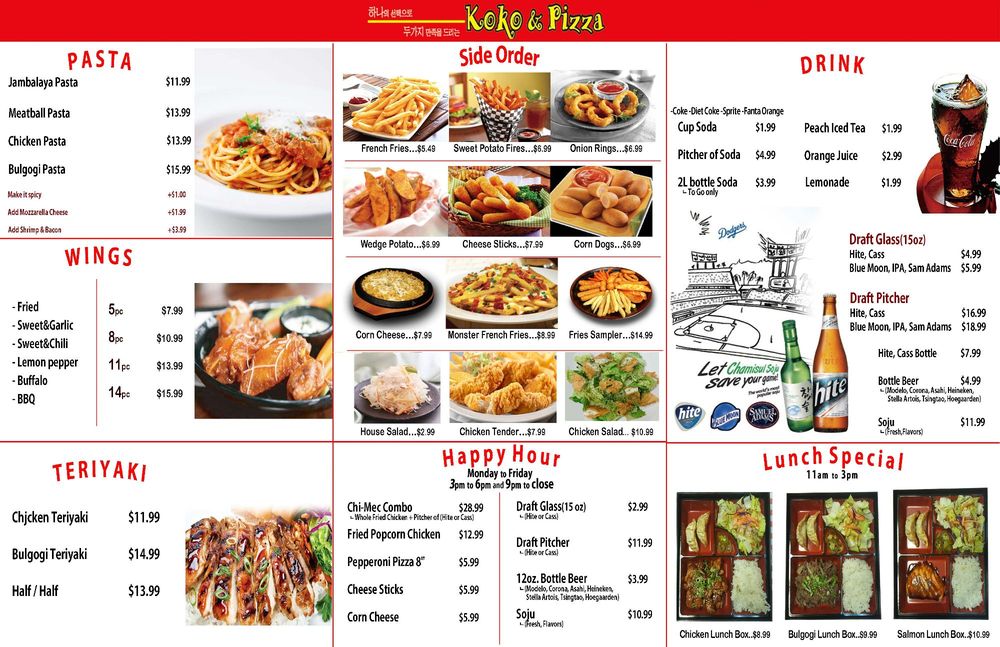 하나의 선택으로
두가지 만족을 드리는
Koko & Pizza
PASTA
Jambalaya Pasta $11.99
Meatball Pasta $13.99
Chicken Pasta $13.99
Bulgogi Pasta $15.99
Make it spicy +$1.00
Add Mozzarella Cheese +$1.99
Add Shrimp & Bacon +$3.99
WINGS
- Fried
- Sweet&Garlic
- Sweet&Chili
- Lemon pepper
- Buffalo
- BBQ
5pc $7.99
8pc $10.99
11pc $13.99
14pc $15.99
TERIYAKI
Chjcken Teriyaki $11.99
Bulgogi Teriyaki $14.99
Half / Half $13.99
Side Order
French Fries...$5.49 Sweet Potato Fires...$6.99 Onion Rings...$6.99
Wedge Potato...$6.99 Cheese Sticks...$7.99 Corn Dogs...$6.99
Corn Cheese...$7.99 Monster French Fries...$8.99 Fries Sampler...$14.99
House Salad...$2.99 Chicken Tender...$7.99 Chicken Salad... $10.99
Happy Hour
Monday to Friday
3pm to 6pm and 9pm to close
Chi-Mec Combo $28.99
Whole Fried Chicken + Pitcher of (Hite or Cass)
Fried Popcorn Chicken $12.99
Pepperoni Pizza 8" $5.99
Cheese Sticks $5.99
Corn Cheese $5.99
Draft Glass(15 oz) $2.99
(Hite or Cass)
Draft Pitcher $11.99
(Hite or Cass)
12oz. Bottle Beer $3.99
(Modelo, Corona, Asahi, Heineken,
Stella Artois, Tsingtao, Hoegaarden)
Soju $10.99
(Fresh, Flavors)
DRINK
-Coke -Diet Coke -Sprite -Fanta Orange
Cup Soda $1.99
Pitcher of Soda $4.99
2L bottle Soda $3.99
To Go only
Peach Iced Tea $1.99
Orange Juice $2.99
Lemonade $1.99
Coca-Cola
Dodgers
Let Chamisul Soju
save your game!
The world's most
popular soju
hite
BLUE MOON
SAMUEL
ADAMS
hite
Draft Glass(15oz)
Hite, Cass $4.99
Blue Moon, IPA, Sam Adams $5.99
Draft Pitcher
Hite, Cass $16.99
Blue Moon, IPA, Sam Adams $18.99
Hite, Cass Bottle $7.99
Bottle Beer $4.99
(Modelo, Corona, Asahi, Heineken,
Stella Artois, Tsingtao, Hoegaarden)
Soju $11.99
(Fresh,Flavors)
Lunch Special
11am to 3pm
Chicken Lunch Box..$8.99 Bulgogi Lunch Box..$9.99 Salmon Lunch Box..$10.99